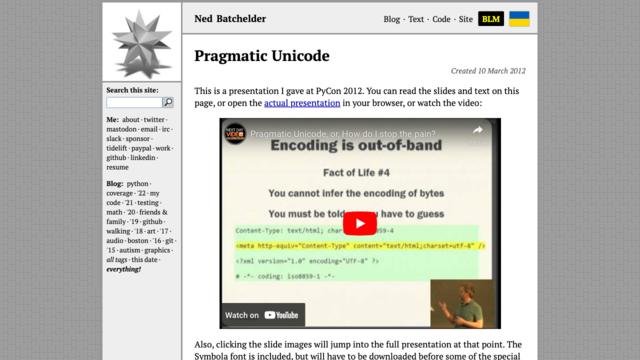 Ned Batchelder
Blog · Text · Code · Site BLM
Search this site:
Me: about · twitter ·
mastodon · email · irc ·
slack · sponsor ·
tidelift · paypal · work ·
github · linkedin ·
resume
Blog: python ·
coverage · '22 · my
code · '21 · testing ·
math · '20 · friends &
family · '19 · github ·
walking · '18 · art · '17 ·
audio · boston · '16 · git ·
'15 · autism · graphics ·
all tags · this date ·
everything!
Pragmatic Unicode
Created 10 March 2012
This is a presentation I gave at PyCon 2012. You can read the slides and text on this
page, or open the actual presentation in your browser, or watch the video:
NEXT DAY
VIDEO
Pragmatic Unicode, or, How do I stop the pain?
Encoding is out-of-band
Fact of Life #4
You cannot infer the encoding of bytes
You must be told, you have to guess
Content-Type: text/html; 859-4
<meta http-equiv="Content-Type" content="text/html;charset=utf-8" />
<?xml version="1.0" encoding="UTF-8" ?>
# -*- coding: iso8859-1 -*-
Watch on YouTube
Also, clicking the slide images will jump into the full presentation at that point. The
Symbola font is included, but will have to be downloaded before some of the special